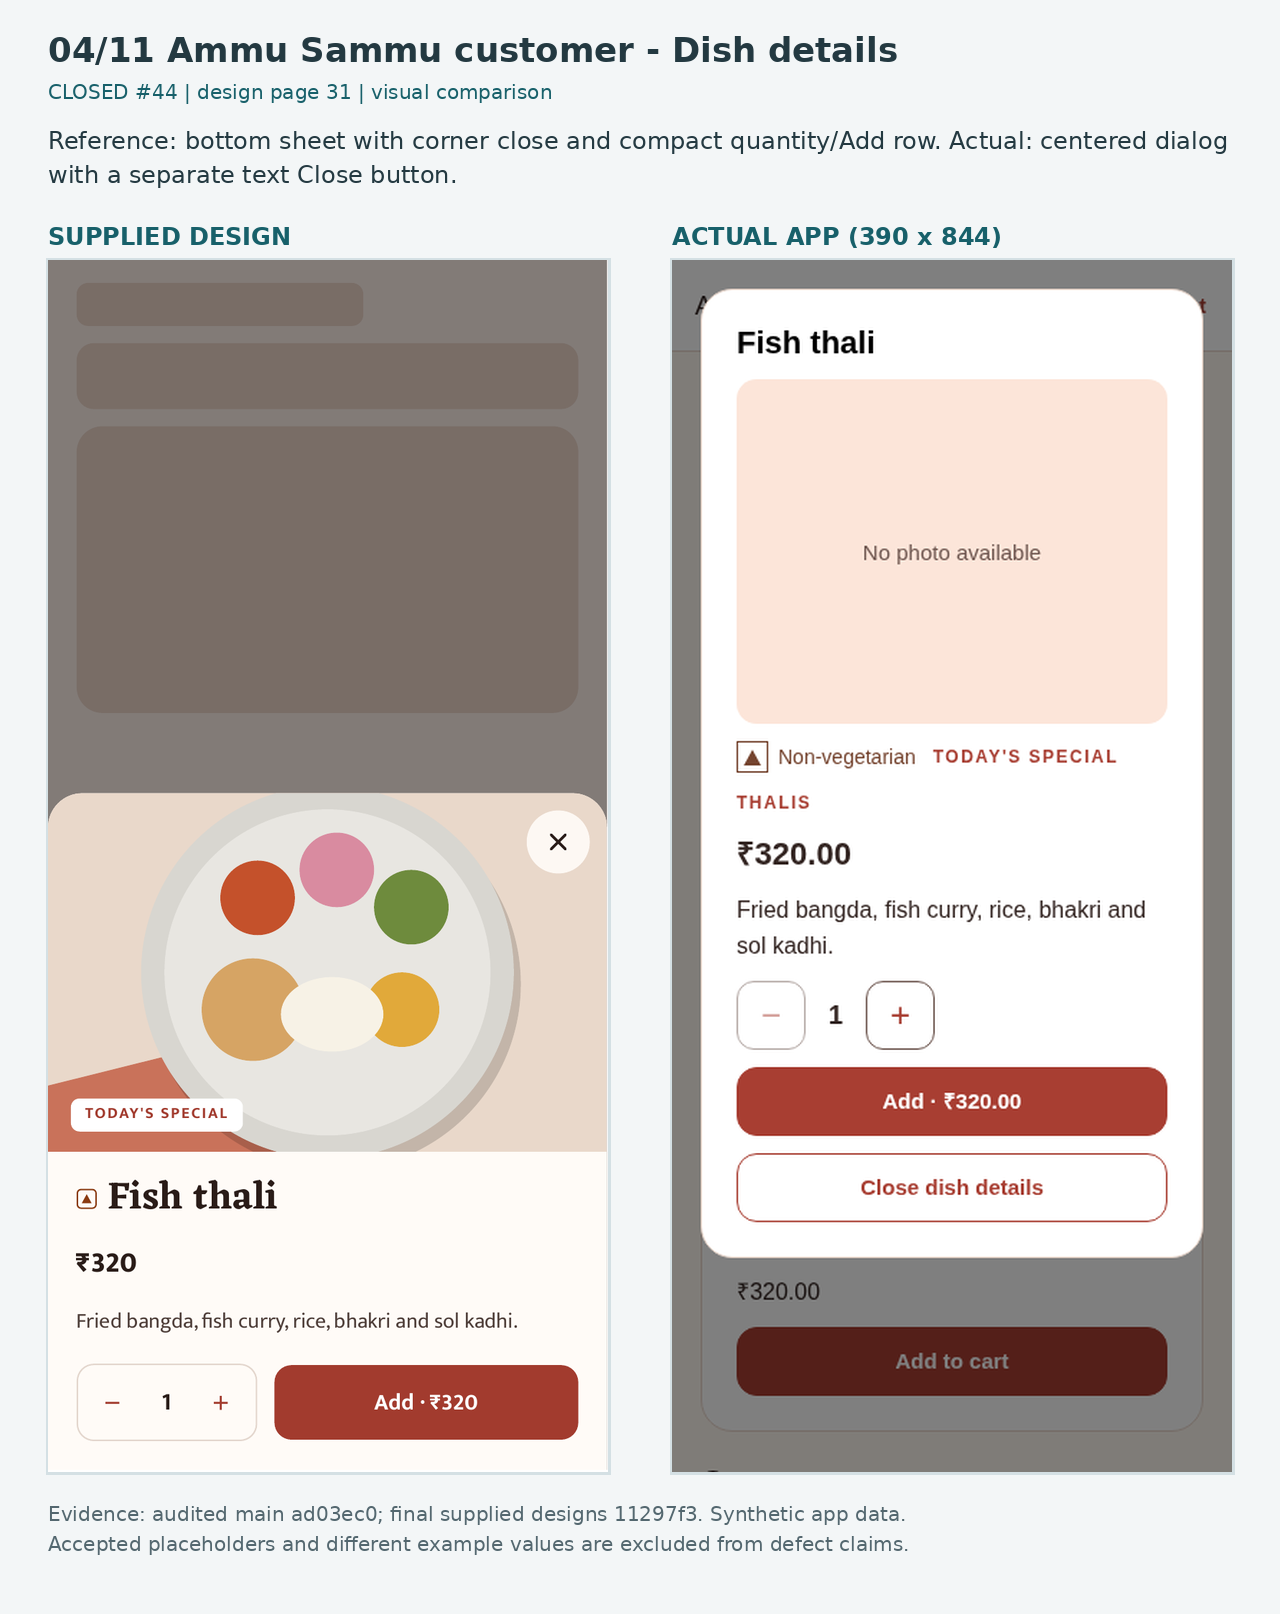 04/11 Ammu Sammu customer - Dish details
CLOSED #44 | design page 31 | visual comparison
Reference: bottom sheet with corner close and compact quantity/Add row. Actual: centered dialog
with a separate text Close button.
SUPPLIED DESIGN
TODAY'S SPECIAL
Fish thali
₹320
Fried bangda, fish curry, rice, bhakri and sol kadhi.
− 1 +
Add · ₹320
ACTUAL APP (390 x 844)
A
t
Fish thali
No photo available
Non-vegetarian TODAY'S SPECIAL
THALIS
₹320.00
Fried bangda, fish curry, rice, bhakri and
sol kadhi.
− 1 +
Add · ₹320.00
Close dish details
₹320.00
Add to cart
Evidence: audited main ad03ec0; final supplied designs 11297f3. Synthetic app data.
Accepted placeholders and different example values are excluded from defect claims.